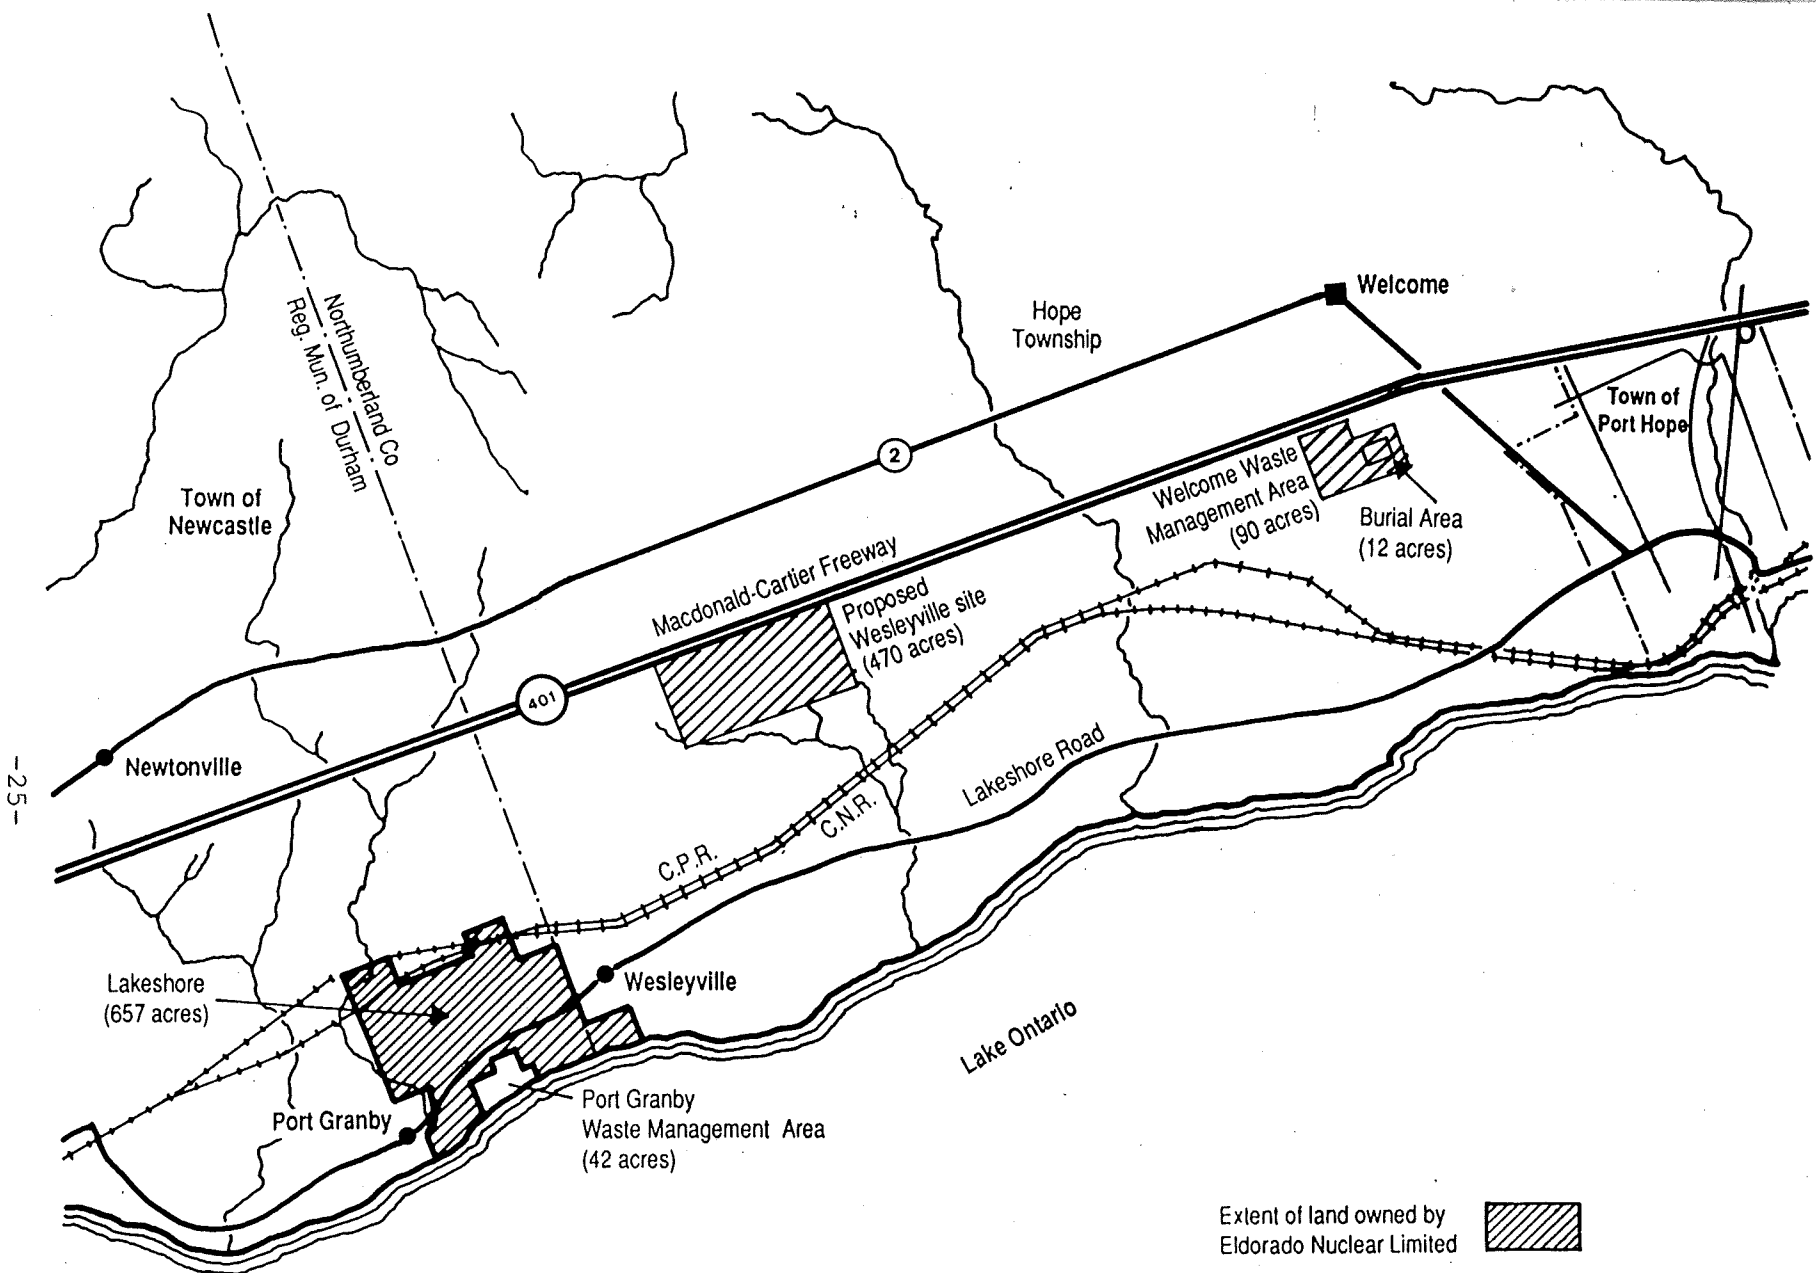 Welcome
Hope
Township
Northumberland Co
Reg. Mun. of Durham
Town of
Port Hope
2
Town of
Newcastle
Welcome Waste
Management Area
(90 acres)
Burial Area
(12 acres)
Macdonald-Cartier Freeway
Proposed
Wesleyville site
(470 acres)
401
Newtonville
-25-
Lakeshore Road
C.N.R.
C.P.R.
Lakeshore
(657 acres)
Wesleyville
Lake Ontario
Port Granby
Port Granby
Waste Management Area
(42 acres)
Extent of land owned by
Eldorado Nuclear Limited